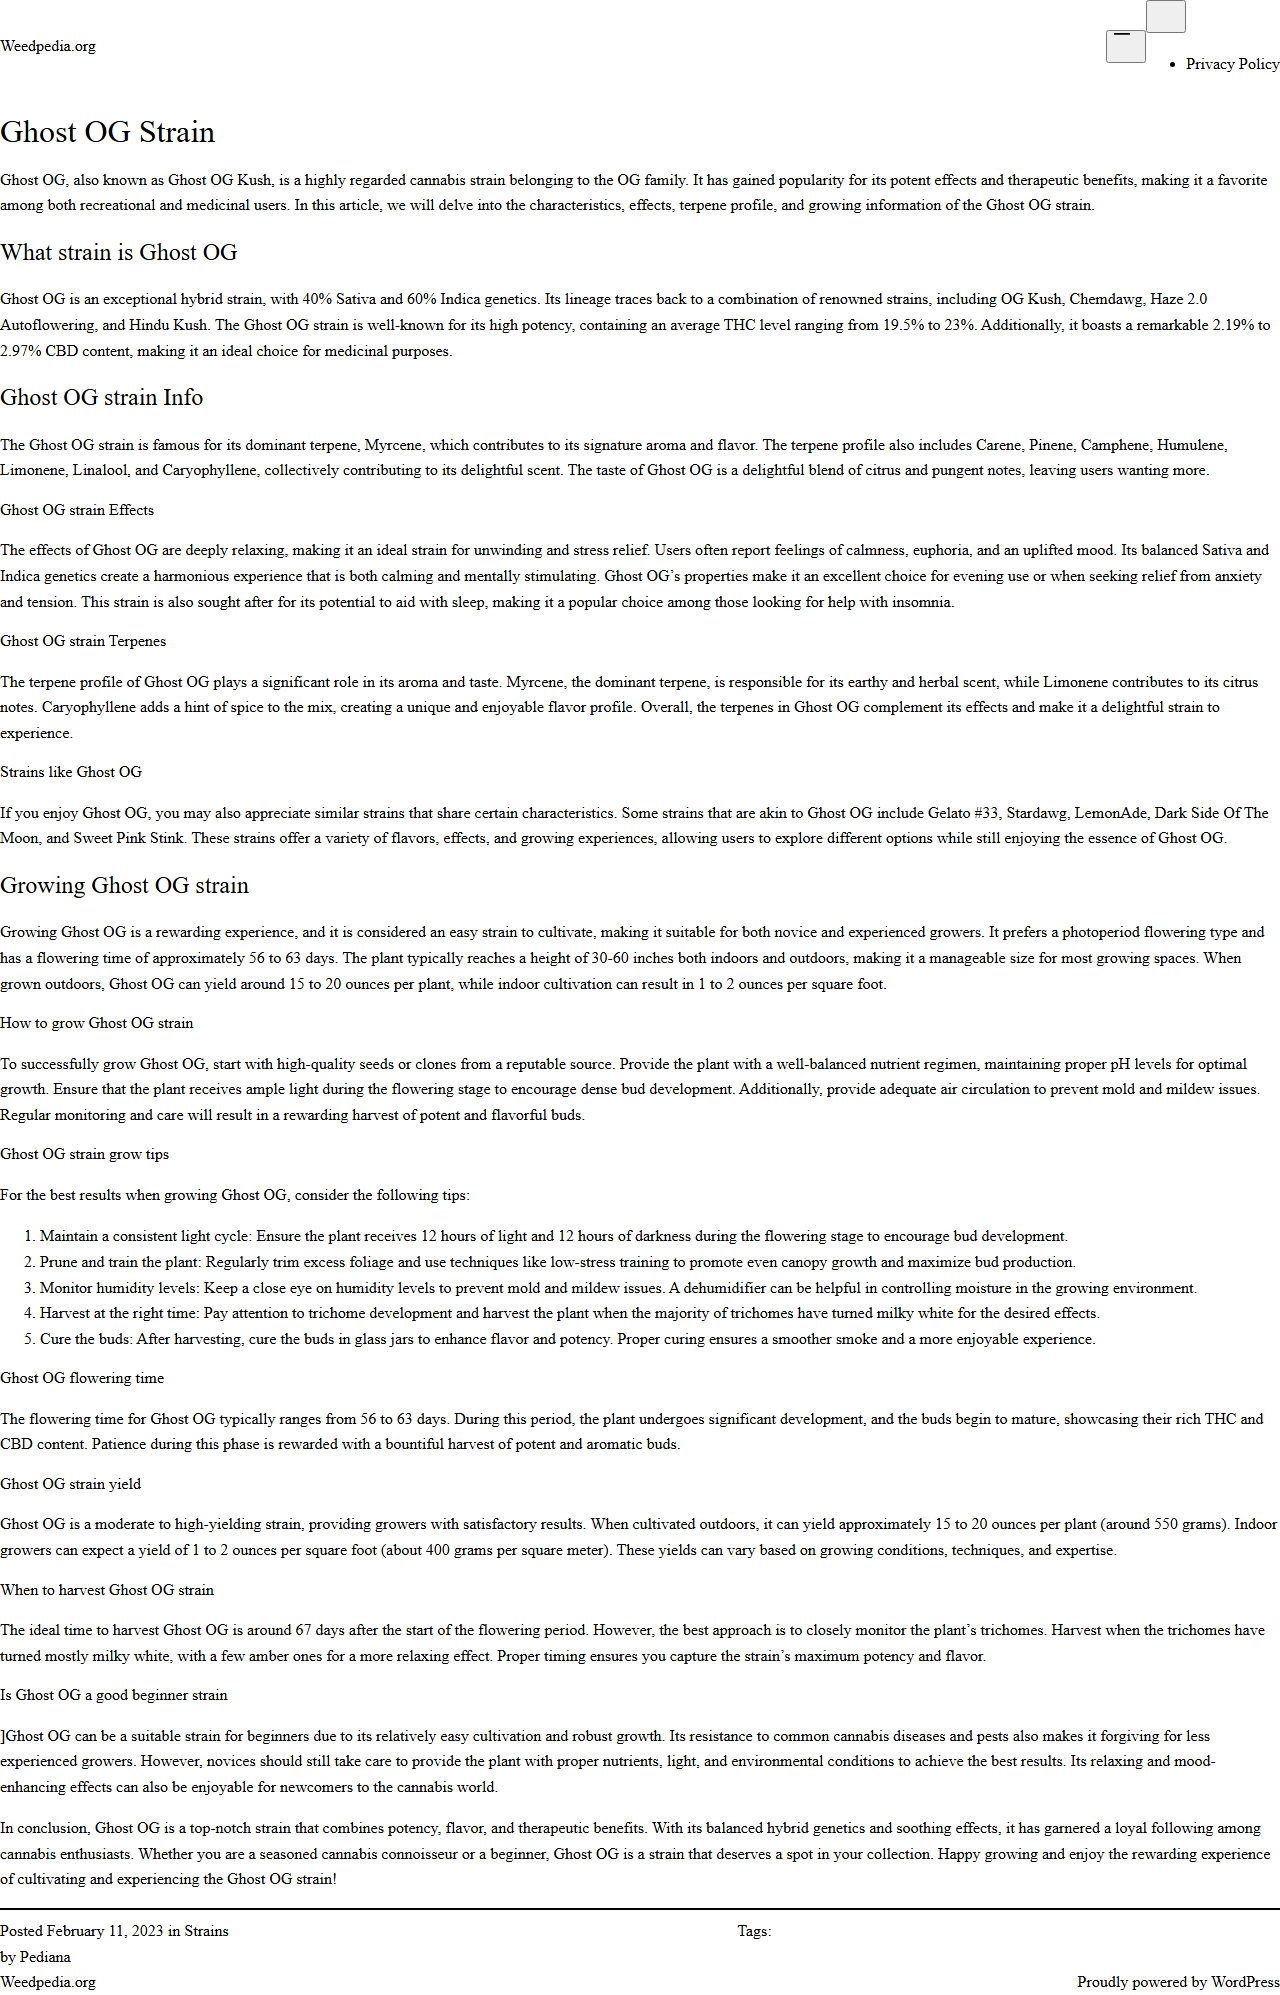 Weedpedia.org
Privacy Policy
Ghost OG Strain
Ghost OG, also known as Ghost OG Kush, is a highly regarded cannabis strain belonging to the OG family. It has gained popularity for its potent effects and therapeutic benefits, making it a favorite
among both recreational and medicinal users. In this article, we will delve into the characteristics, effects, terpene profile, and growing information of the Ghost OG strain.
What strain is Ghost OG
Ghost OG is an exceptional hybrid strain, with 40% Sativa and 60% Indica genetics. Its lineage traces back to a combination of renowned strains, including OG Kush, Chemdawg, Haze 2.0
Autoflowering, and Hindu Kush. The Ghost OG strain is well-known for its high potency, containing an average THC level ranging from 19.5% to 23%. Additionally, it boasts a remarkable 2.19% to
2.97% CBD content, making it an ideal choice for medicinal purposes.
Ghost OG strain Info
The Ghost OG strain is famous for its dominant terpene, Myrcene, which contributes to its signature aroma and flavor. The terpene profile also includes Carene, Pinene, Camphene, Humulene,
Limonene, Linalool, and Caryophyllene, collectively contributing to its delightful scent. The taste of Ghost OG is a delightful blend of citrus and pungent notes, leaving users wanting more.
Ghost OG strain Effects
The effects of Ghost OG are deeply relaxing, making it an ideal strain for unwinding and stress relief. Users often report feelings of calmness, euphoria, and an uplifted mood. Its balanced Sativa and
Indica genetics create a harmonious experience that is both calming and mentally stimulating. Ghost OG’s properties make it an excellent choice for evening use or when seeking relief from anxiety
and tension. This strain is also sought after for its potential to aid with sleep, making it a popular choice among those looking for help with insomnia.
Ghost OG strain Terpenes
The terpene profile of Ghost OG plays a significant role in its aroma and taste. Myrcene, the dominant terpene, is responsible for its earthy and herbal scent, while Limonene contributes to its citrus
notes. Caryophyllene adds a hint of spice to the mix, creating a unique and enjoyable flavor profile. Overall, the terpenes in Ghost OG complement its effects and make it a delightful strain to
experience.
Strains like Ghost OG
If you enjoy Ghost OG, you may also appreciate similar strains that share certain characteristics. Some strains that are akin to Ghost OG include Gelato #33, Stardawg, LemonAde, Dark Side Of The
Moon, and Sweet Pink Stink. These strains offer a variety of flavors, effects, and growing experiences, allowing users to explore different options while still enjoying the essence of Ghost OG.
Growing Ghost OG strain
Growing Ghost OG is a rewarding experience, and it is considered an easy strain to cultivate, making it suitable for both novice and experienced growers. It prefers a photoperiod flowering type and
has a flowering time of approximately 56 to 63 days. The plant typically reaches a height of 30-60 inches both indoors and outdoors, making it a manageable size for most growing spaces. When
grown outdoors, Ghost OG can yield around 15 to 20 ounces per plant, while indoor cultivation can result in 1 to 2 ounces per square foot.
How to grow Ghost OG strain
To successfully grow Ghost OG, start with high-quality seeds or clones from a reputable source. Provide the plant with a well-balanced nutrient regimen, maintaining proper pH levels for optimal
growth. Ensure that the plant receives ample light during the flowering stage to encourage dense bud development. Additionally, provide adequate air circulation to prevent mold and mildew issues.
Regular monitoring and care will result in a rewarding harvest of potent and flavorful buds.
Ghost OG strain grow tips
For the best results when growing Ghost OG, consider the following tips:
1. Maintain a consistent light cycle: Ensure the plant receives 12 hours of light and 12 hours of darkness during the flowering stage to encourage bud development.
2. Prune and train the plant: Regularly trim excess foliage and use techniques like low-stress training to promote even canopy growth and maximize bud production.
3. Monitor humidity levels: Keep a close eye on humidity levels to prevent mold and mildew issues. A dehumidifier can be helpful in controlling moisture in the growing environment.
4. Harvest at the right time: Pay attention to trichome development and harvest the plant when the majority of trichomes have turned milky white for the desired effects.
5. Cure the buds: After harvesting, cure the buds in glass jars to enhance flavor and potency. Proper curing ensures a smoother smoke and a more enjoyable experience.
Ghost OG flowering time
The flowering time for Ghost OG typically ranges from 56 to 63 days. During this period, the plant undergoes significant development, and the buds begin to mature, showcasing their rich THC and
CBD content. Patience during this phase is rewarded with a bountiful harvest of potent and aromatic buds.
Ghost OG strain yield
Ghost OG is a moderate to high-yielding strain, providing growers with satisfactory results. When cultivated outdoors, it can yield approximately 15 to 20 ounces per plant (around 550 grams). Indoor
growers can expect a yield of 1 to 2 ounces per square foot (about 400 grams per square meter). These yields can vary based on growing conditions, techniques, and expertise.
When to harvest Ghost OG strain
The ideal time to harvest Ghost OG is around 67 days after the start of the flowering period. However, the best approach is to closely monitor the plant’s trichomes. Harvest when the trichomes have
turned mostly milky white, with a few amber ones for a more relaxing effect. Proper timing ensures you capture the strain’s maximum potency and flavor.
Is Ghost OG a good beginner strain
]Ghost OG can be a suitable strain for beginners due to its relatively easy cultivation and robust growth. Its resistance to common cannabis diseases and pests also makes it forgiving for less
experienced growers. However, novices should still take care to provide the plant with proper nutrients, light, and environmental conditions to achieve the best results. Its relaxing and mood-
enhancing effects can also be enjoyable for newcomers to the cannabis world.
In conclusion, Ghost OG is a top-notch strain that combines potency, flavor, and therapeutic benefits. With its balanced hybrid genetics and soothing effects, it has garnered a loyal following among
cannabis enthusiasts. Whether you are a seasoned cannabis connoisseur or a beginner, Ghost OG is a strain that deserves a spot in your collection. Happy growing and enjoy the rewarding experience
of cultivating and experiencing the Ghost OG strain!
Posted February 11, 2023 in Strains
by Pediana
Tags:
Weedpedia.org
Proudly powered by WordPress